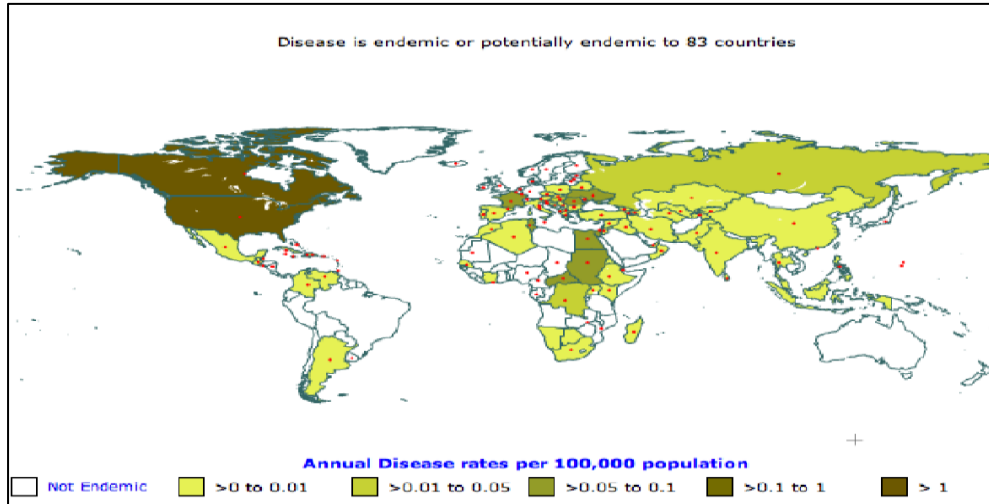 Disease is endemic or potentially endemic to 83 countries
Annual Disease rates per 100,000 population
Not Endemic >0 to 0.01 >0.01 to 0.05 >0.05 to 0.1 >0.1 to 1 > 1